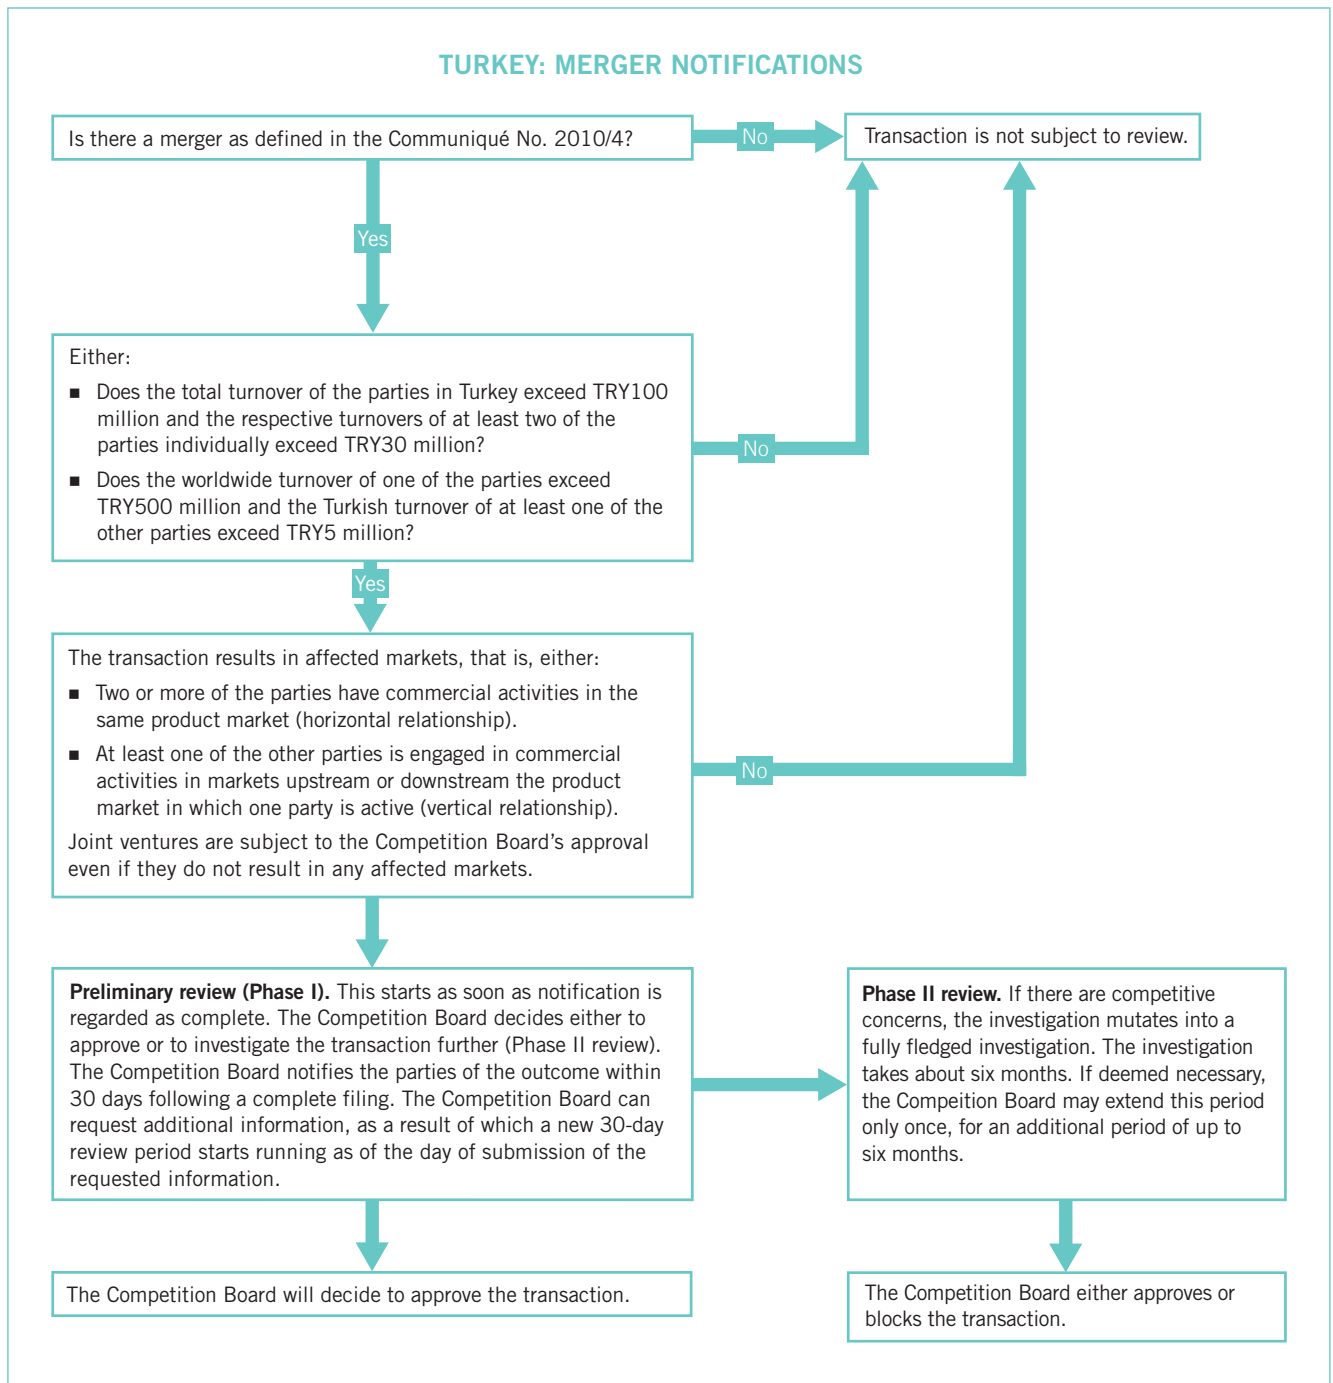 TURKEY: MERGER NOTIFICATIONS
Is there a merger as defined in the Communiqué No. 2010/4?
No
Transaction is not subject to review.
Yes
Either:
■ Does the total turnover of the parties in Turkey exceed TRY100
million and the respective turnovers of at least two of the
parties individually exceed TRY30 million?
■ Does the worldwide turnover of one of the parties exceed
TRY500 million and the Turkish turnover of at least one of the
other parties exceed TRY5 million?
No
Yes
The transaction results in affected markets, that is, either:
■ Two or more of the parties have commercial activities in the
same product market (horizontal relationship).
■ At least one of the other parties is engaged in commercial
activities in markets upstream or downstream the product
market in which one party is active (vertical relationship).
Joint ventures are subject to the Competition Board's approval
even if they do not result in any affected markets.
No
Preliminary review (Phase I). This starts as soon as notification is
regarded as complete. The Competition Board decides either to
approve or to investigate the transaction further (Phase II review).
The Competition Board notifies the parties of the outcome within
30 days following a complete filing. The Competition Board can
request additional information, as a result of which a new 30-day
review period starts running as of the day of submission of the
requested information.
Phase II review. If there are competitive
concerns, the investigation mutates into a
fully fledged investigation. The investigation
takes about six months. If deemed necessary,
the Compeition Board may extend this period
only once, for an additional period of up to
six months.
The Competition Board will decide to approve the transaction.
The Competition Board either approves or
blocks the transaction.